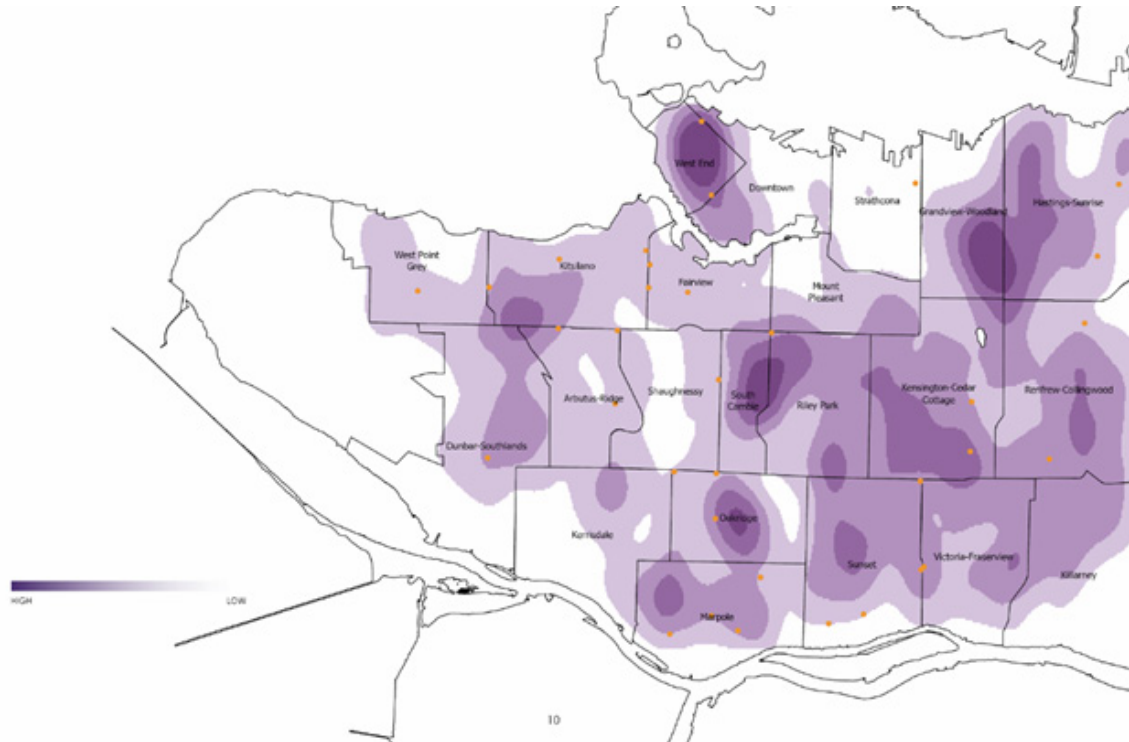 West End
Downtown
Strathcona
Grandview-Woodland
Hastings-Sunrise
West Point
Grey
Kitsilano
Fairview
Mount
Pleasant
Arbutus-Ridge
Shaughnessy
South
Cambie
Riley Park
Kensington-Cedar
Cottage
Renfrew-Collingwood
Dunbar-Southlands
Kerrisdale
Oakridge
Sunset
Victoria-Fraserview
Killarney
Marpole
HIGH
LOW
10